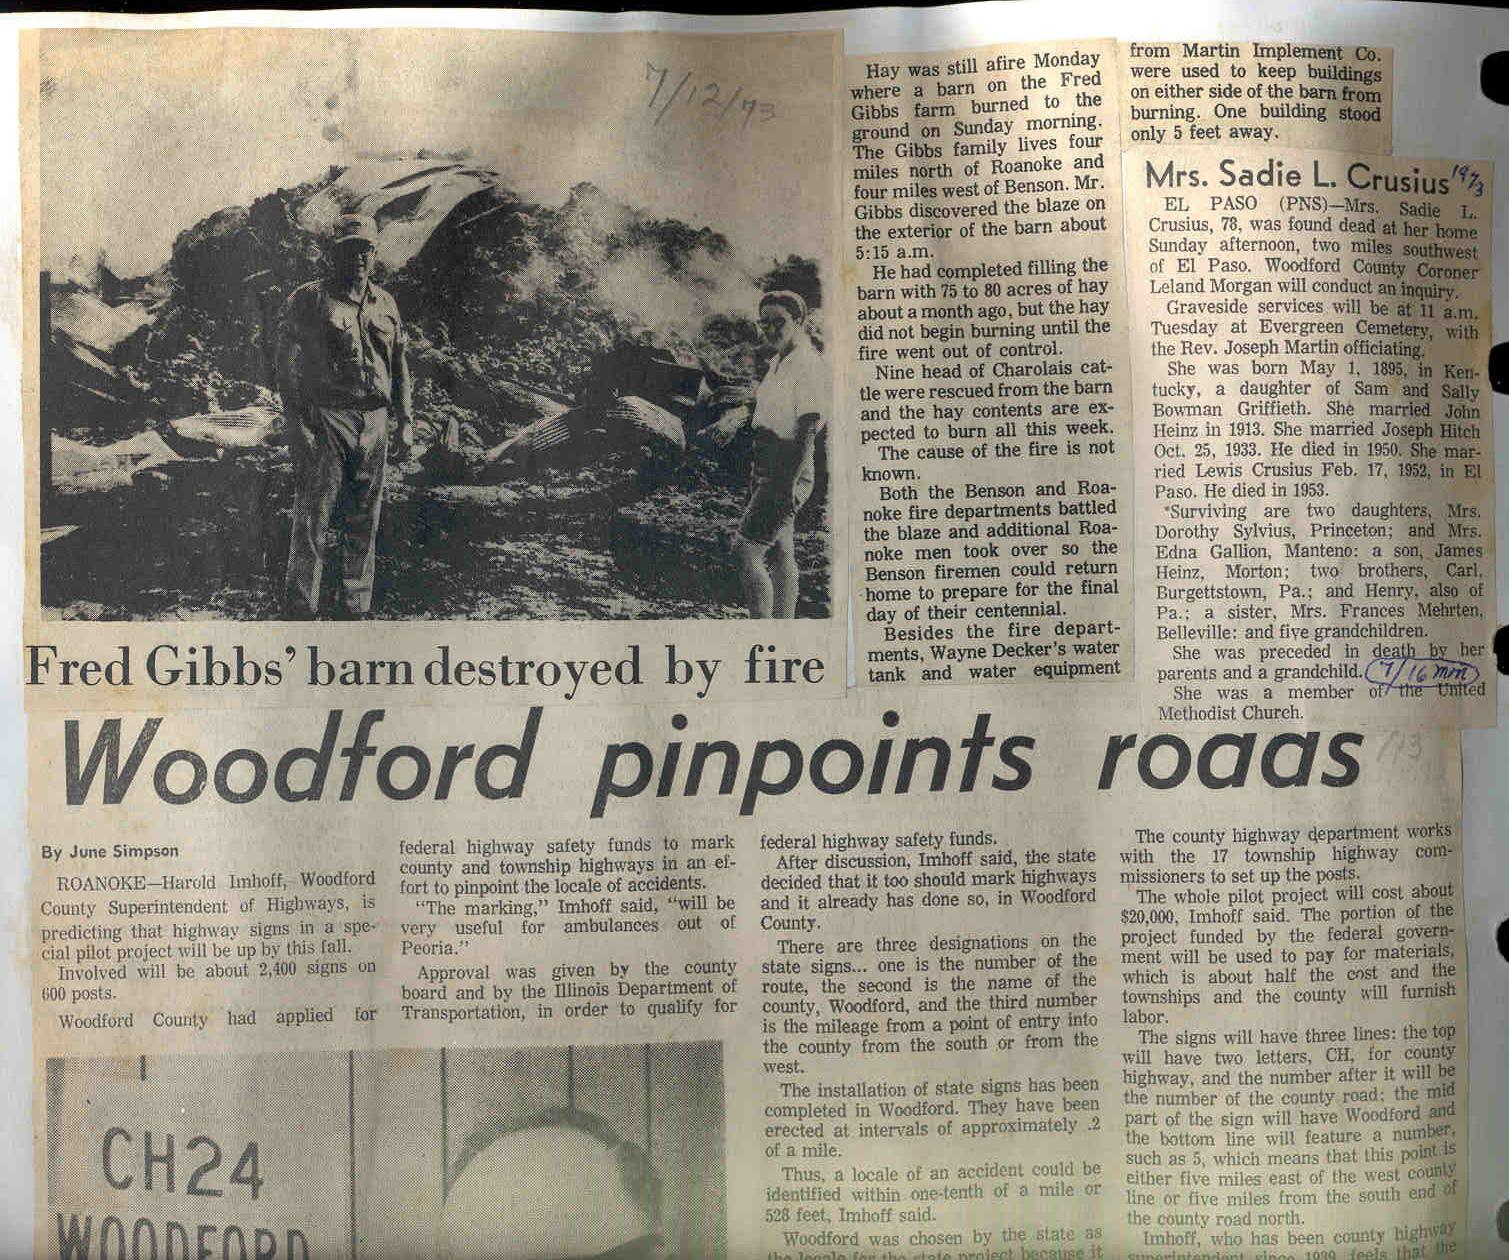 7/12/73
Hay was still afire Monday
where a barn on the Fred
Gibbs farm burned to the
ground on Sunday morning.
The Gibbs family lives four
miles north of Roanoke and
four miles west of Benson. Mr.
Gibbs discovered the blaze on
the exterior of the barn about
5:15 a.m.
He had completed filling the
barn with 75 to 80 acres of hay
about a month ago, but the hay
did not begin burning until the
fire went out of control.
Nine head of Charolais cat-
tle were rescued from the barn
and the hay contents are ex-
pected to burn all this week.
The cause of the fire is not
known.
Both the Benson and Roa-
noke fire departments battled
the blaze and additional Roa-
noke men took over so the
Benson firemen could return
home to prepare for the final
day of their centennial.
Besides the fire depart-
ments, Wayne Decker's water
tank and water equipment
from Martin Implement Co.
were used to keep buildings
on either side of the barn from
burning. One building stood
only 5 feet away.
Fred Gibbs' barn destroyed by fire
Mrs. Sadie L. Crusius 1973
EL PASO (PNS)—Mrs. Sadie L.
Crusius, 78, was found dead at her home
Sunday afternoon, two miles southwest
of El Paso. Woodford County Coroner
Leland Morgan will conduct an inquiry.
Graveside services will be at 11 a.m.
Tuesday at Evergreen Cemetery, with
the Rev. Joseph Martin officiating.
She was born May 1, 1895, in Ken-
tucky, a daughter of Sam and Sally
Bowman Griffieth. She married John
Heinz in 1913. She married Joseph Hitch
Oct. 25, 1933. He died in 1950. She mar-
ried Lewis Crusius Feb. 17, 1952, in El
Paso. He died in 1953.
Surviving are two daughters, Mrs.
Dorothy Sylvius, Princeton; and Mrs.
Edna Gallion, Manteno: a son, James
Heinz, Morton; two brothers, Carl,
Burgettstown, Pa.; and Henry, also of
Pa.; a sister, Mrs. Frances Mehrten,
Belleville: and five grandchildren.
She was preceded in death by her
parents and a grandchild. 7/16 mon
She was a member of the United
Methodist Church.
Woodford pinpoints roads
By June Simpson
ROANOKE—Harold Imhoff, Woodford
County Superintendent of Highways, is
predicting that highway signs in a spe-
cial pilot project will be up by this fall.
Involved will be about 2,400 signs on
600 posts.
Woodford County had applied for
federal highway safety funds to mark
county and township highways in an ef-
fort to pinpoint the locale of accidents.
"The marking," Imhoff said, "will be
very useful for ambulances out of
Peoria."
Approval was given by the county
board and by the Illinois Department of
Transportation, in order to qualify for
federal highway safety funds.
After discussion, Imhoff said, the state
decided that it too should mark highways
and it already has done so, in Woodford
County.
There are three designations on the
state signs... one is the number of the
route, the second is the name of the
county, Woodford, and the third number
is the mileage from a point of entry into
the county from the south or from the
west.
The installation of state signs has been
completed in Woodford. They have been
erected at intervals of approximately .2
of a mile.
Thus, a locale of an accident could be
identified within one-tenth of a mile or
528 feet, Imhoff said.
Woodford was chosen by the state as
the locale for the state project because it
The county highway department works
with the 17 township highway com-
missioners to set up the posts.
The whole pilot project will cost about
$20,000, Imhoff said. The portion of the
project funded by the federal govern-
ment will be used to pay for materials,
which is about half the cost and the
townships and the county will furnish
labor.
The signs will have three lines: the top
will have two letters, CH, for county
highway, and the number after it will be
the number of the county road; the mid
part of the sign will have Woodford and
the bottom line will feature a number,
such as 5, which means that this point is
either five miles east of the west county
line or five miles from the south end of
the county road north.
Imhoff, who has been county highway
superintendent since 1909 feels that the
CH24
WOODFORD